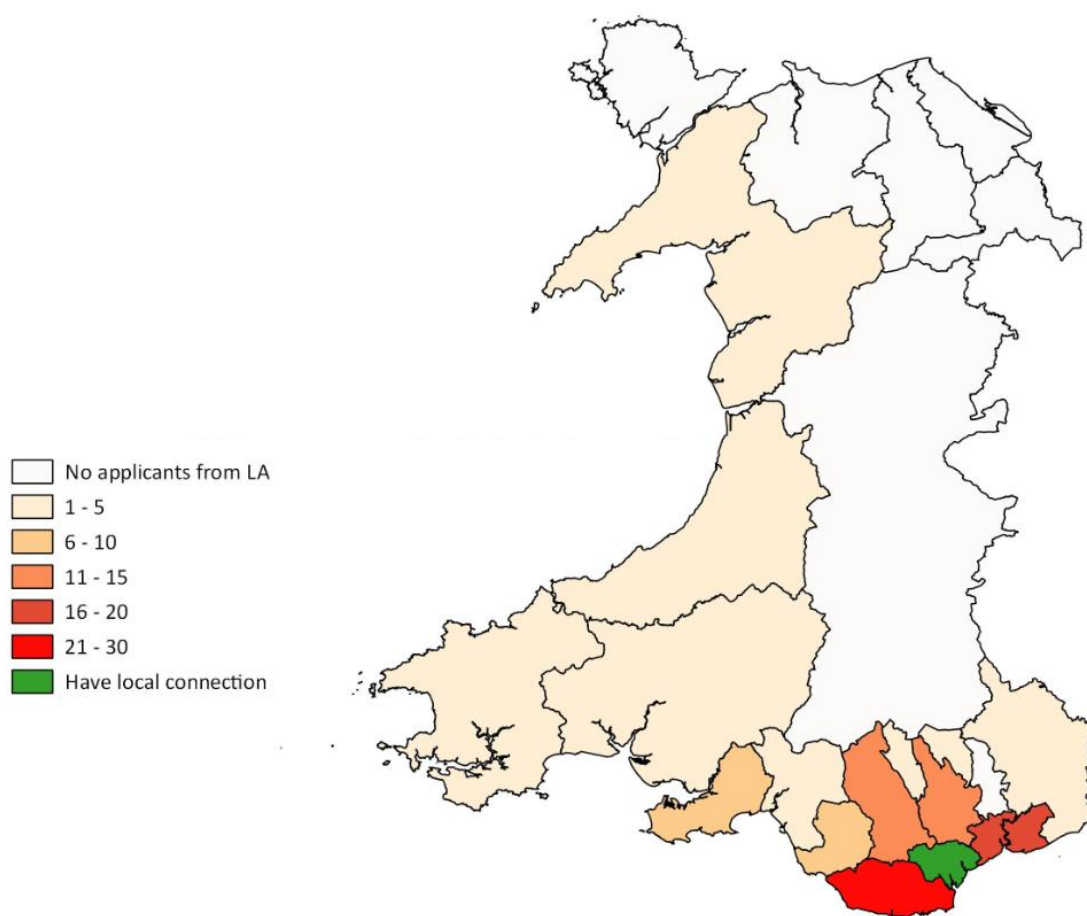 No applicants from LA
1 - 5
6 - 10
11 - 15
16 - 20
21 - 30
Have local connection